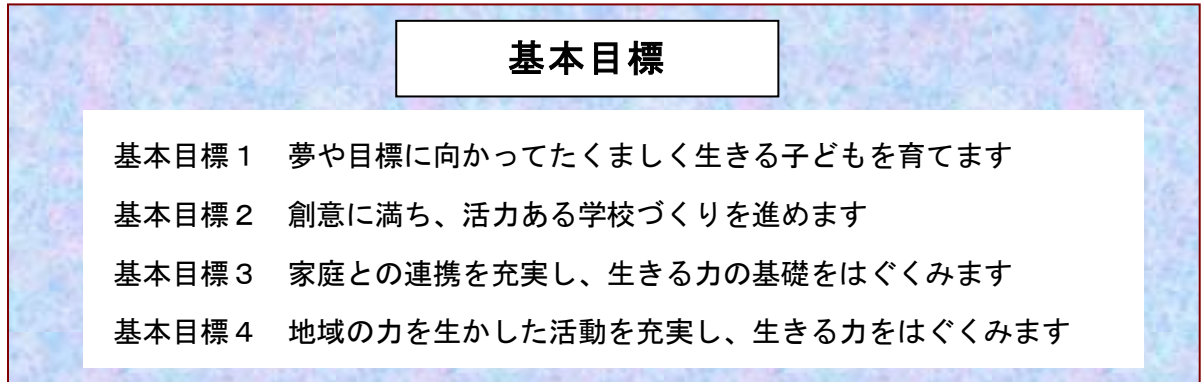 基本目標
基本目標１　夢や目標に向かってたくましく生きる子どもを育てます
基本目標２　創意に満ち、活力ある学校づくりを進めます
基本目標３　家庭との連携を充実し、生きる力の基礎をはぐくみます
基本目標４　地域の力を生かした活動を充実し、生きる力をはぐくみます